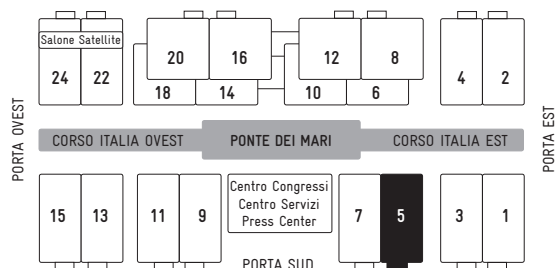 Salone Satellite
20 16 12 8
24 22 4 2
18 14 10 6
PORTA OVEST
CORSO ITALIA OVEST PONTE DEI MARI CORSO ITALIA EST
PORTA EST
Centro Congressi
Centro Servizi
Press Center
15 13 11 9 7 5 3 1
PORTA SUD